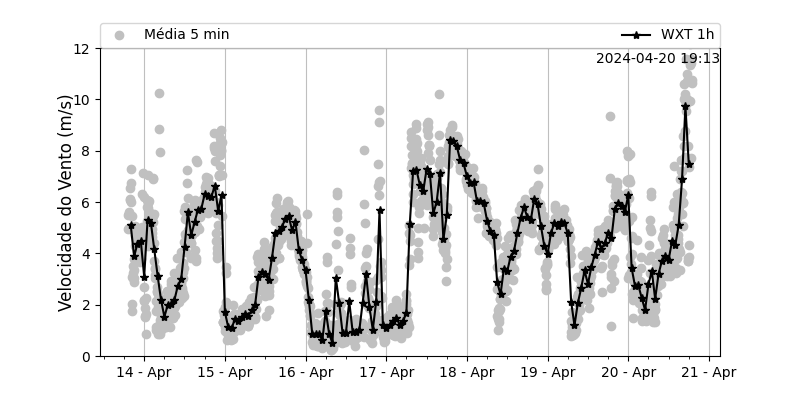 Média 5 min
WXT 1h
2024-04-20 19:13
Velocidade do Vento (m/s)
12
10
8
6
4
2
0
14 - Apr
15 - Apr
16 - Apr
17 - Apr
18 - Apr
19 - Apr
20 - Apr
21 - Apr